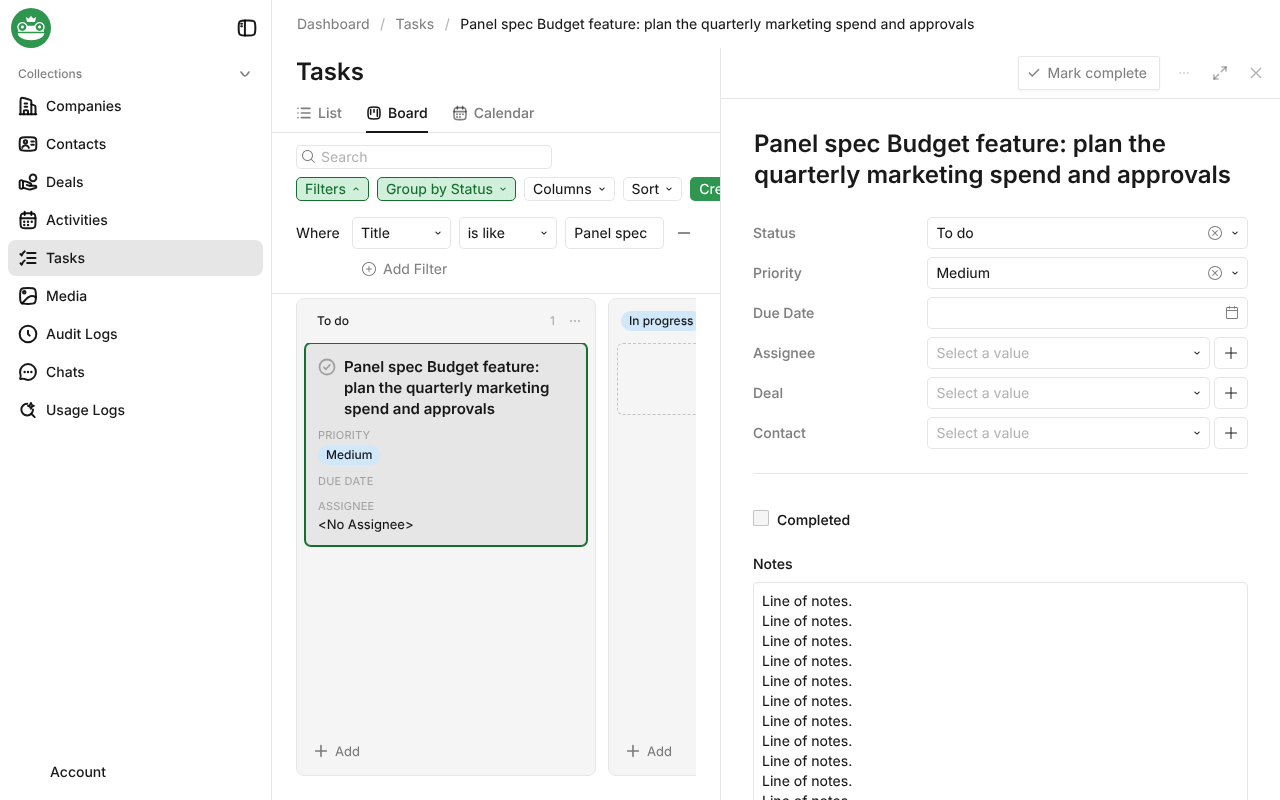 Collections
Companies
Contacts
Deals
Activities
Tasks
Media
Audit Logs
Chats
Usage Logs
Account
Dashboard / Tasks / Panel spec Budget feature: plan the quarterly marketing spend and approvals
Tasks
List Board Calendar
Search
Filters Group by Status Columns Sort Cre
Where Title is like Panel spec
Add Filter
To do 1
Panel spec Budget feature:
plan the quarterly marketing
spend and approvals
PRIORITY
Medium
DUE DATE
ASSIGNEE
<No Assignee>
Add
In progress
Add
Mark complete
Panel spec Budget feature: plan the
quarterly marketing spend and approvals
Status To do
Priority Medium
Due Date
Assignee Select a value
Deal Select a value
Contact Select a value
Completed
Notes
Line of notes.
Line of notes.
Line of notes.
Line of notes.
Line of notes.
Line of notes.
Line of notes.
Line of notes.
Line of notes.
Line of notes.